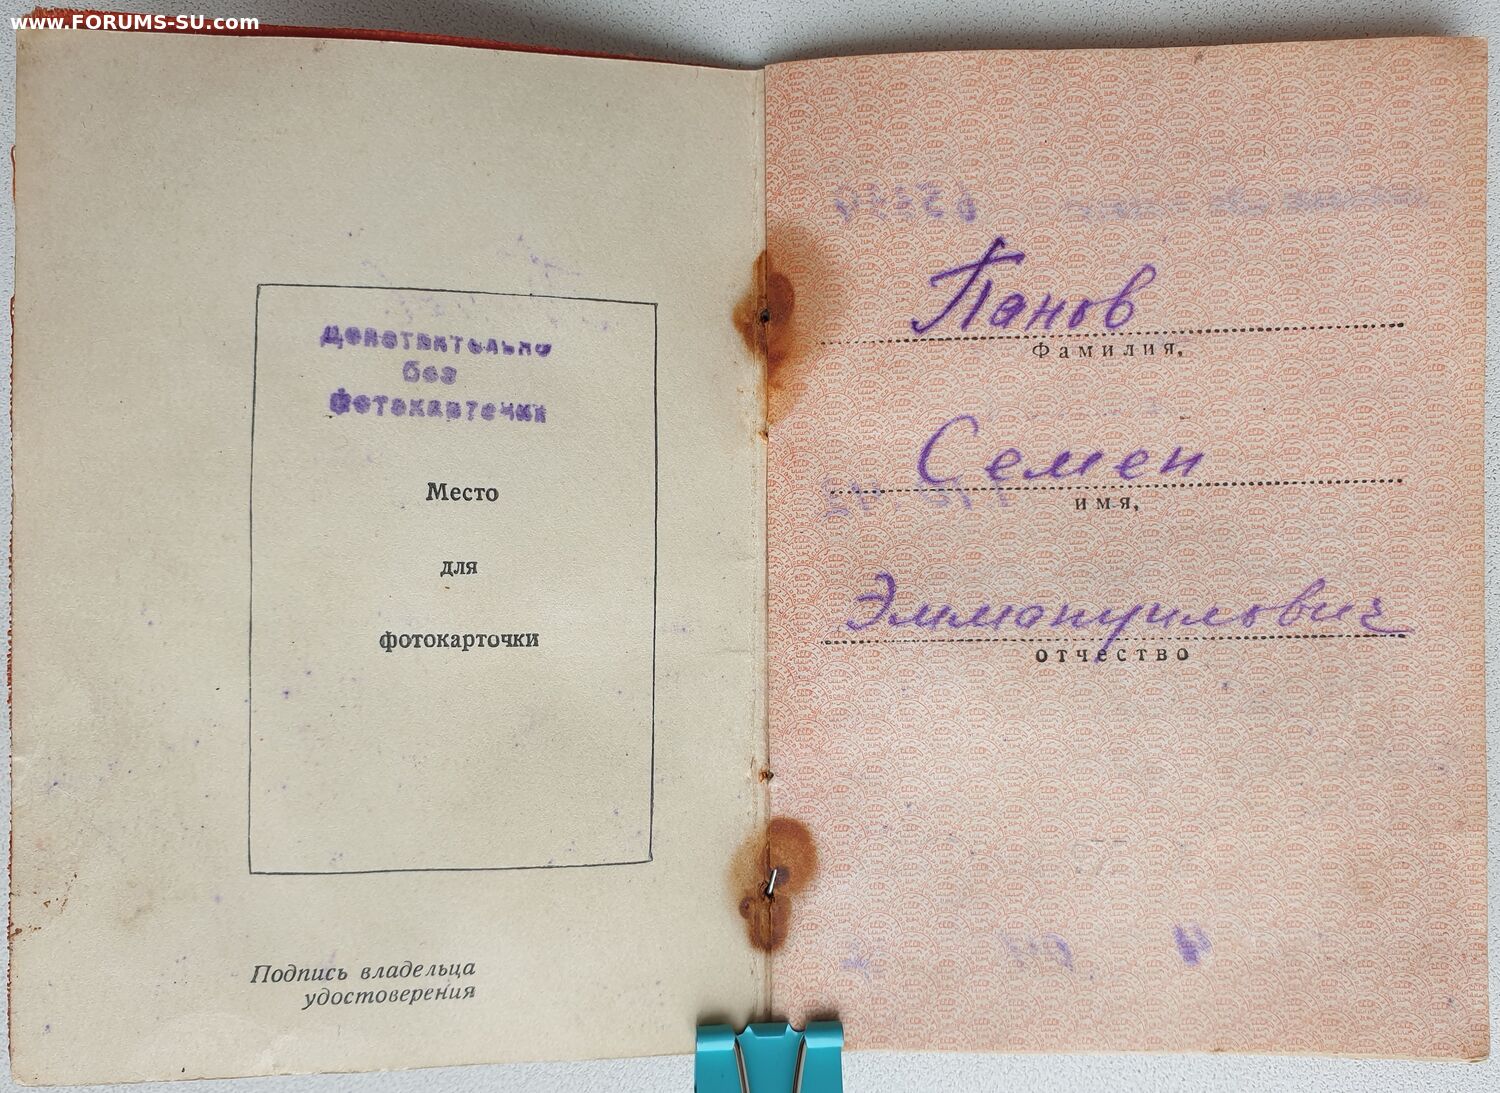 www.FORUMS-SU.com
Действительно
без
фотокарточки
Место
для
фотокарточки
Подпись владельца
удостоверения
Панов
Фамилия,
Семен
имя,
Эммануилович
отчество